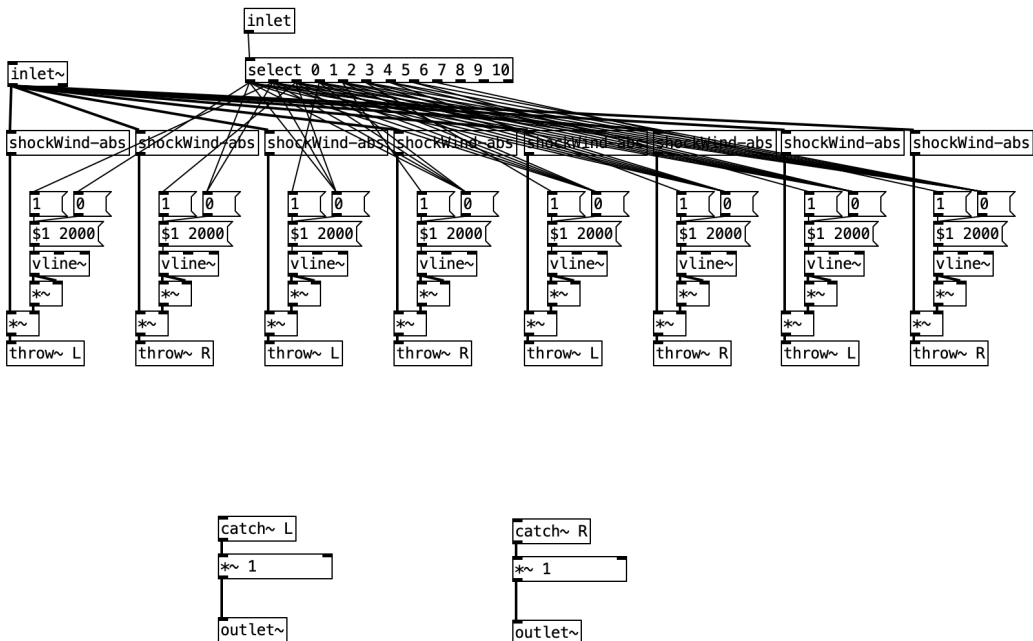 inlet
inlet~
select 0 1 2 3 4 5 6 7 8 9 10
shockWind-abs shockWind-abs shockWind-abs shockWind-abs shockWind-abs shockWind-abs shockWind-abs shockWind-abs
1 0 1 0 1 0 1 0 1 0 1 0 1 0 1 0
$1 2000 $1 2000 $1 2000 $1 2000 $1 2000 $1 2000 $1 2000 $1 2000
vline~ vline~ vline~ vline~ vline~ vline~ vline~ vline~
*~ *~ *~ *~ *~ *~ *~ *~
*~ *~ *~ *~ *~ *~ *~ *~
throw~ L throw~ R throw~ L throw~ R throw~ L throw~ R throw~ L throw~ R
catch~ L catch~ R
*~ 1 *~ 1
outlet~ outlet~